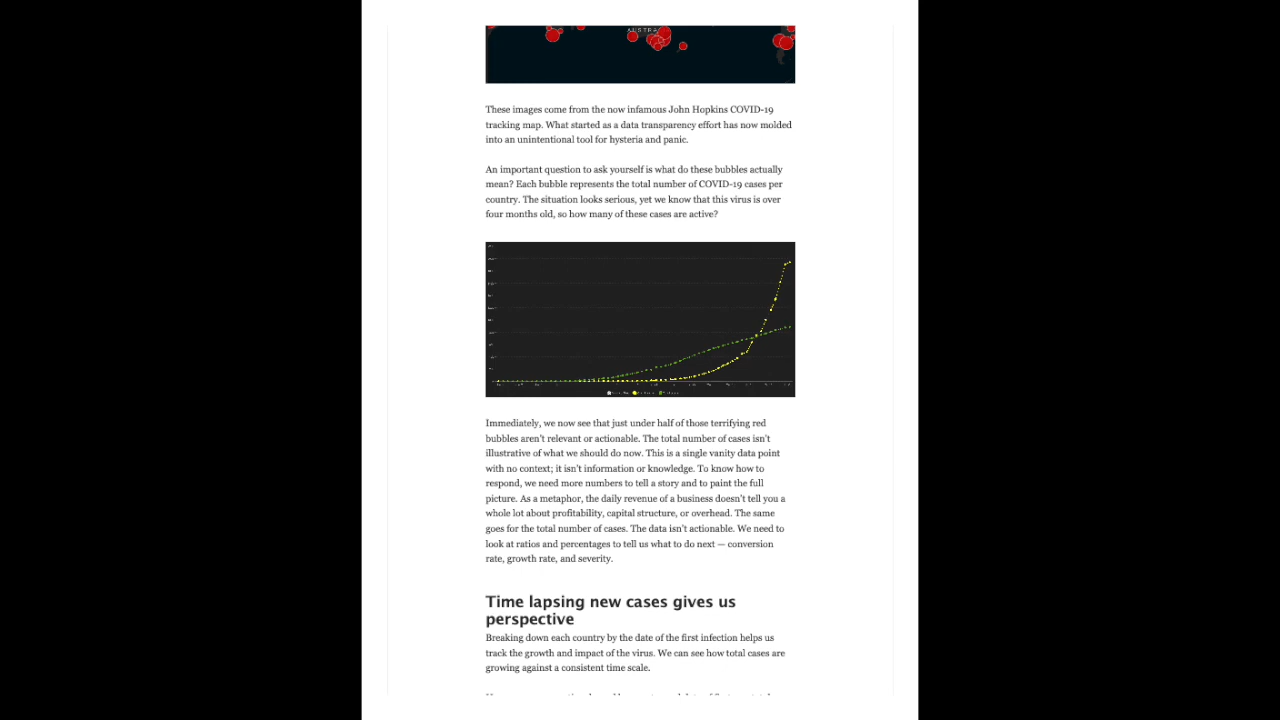 AUSTRA
These images come from the now infamous John Hopkins COVID-19
tracking map. What started as a data transparency effort has now molded
into an unintentional tool for hysteria and panic.
An important question to ask yourself is what do these bubbles actually
mean? Each bubble represents the total number of COVID-19 cases per
country. The situation looks serious, yet we know that this virus is over
four months old, so how many of these cases are active?
Immediately, we now see that just under half of those terrifying red
bubbles aren't relevant or actionable. The total number of cases isn't
illustrative of what we should do now. This is a single vanity data point
with no context; it isn't information or knowledge. To know how to
respond, we need more numbers to tell a story and to paint the full
picture. As a metaphor, the daily revenue of a business doesn't tell you a
whole lot about profitability, capital structure, or overhead. The same
goes for the total number of cases. The data isn't actionable. We need to
look at ratios and percentages to tell us what to do next — conversion
rate, growth rate, and severity.
Time lapsing new cases gives us
perspective
Breaking down each country by the date of the first infection helps us
track the growth and impact of the virus. We can see how total cases are
growing against a consistent time scale.